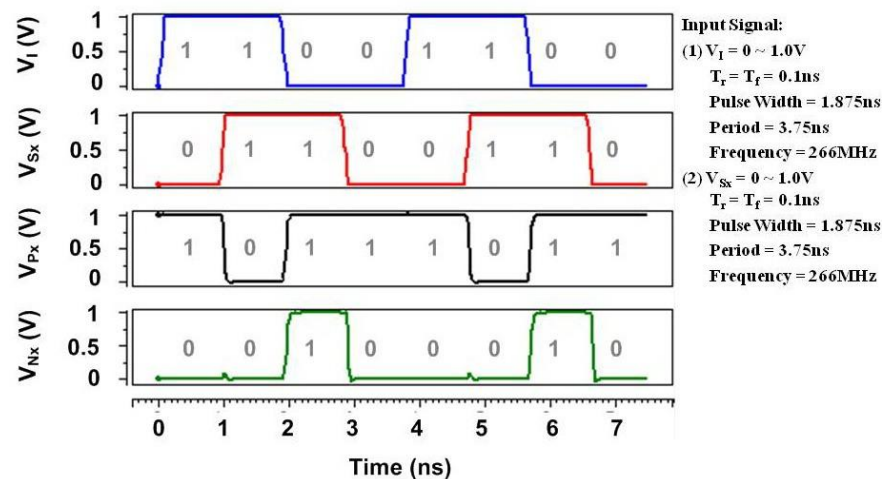 V_I (V)
1
0.5
0
1 1 0 0 1 1 0 0
V_Sx (V)
1
0.5
0
0 1 1 0 0 1 1 0
V_Px (V)
1
0.5
0
1 0 1 1 1 0 1 1
V_Nx (V)
1
0.5
0
0 0 1 0 0 0 1 0
0 1 2 3 4 5 6 7
Time (ns)
Input Signal:
(1) V_I = 0 ~ 1.0V
T_r = T_f = 0.1ns
Pulse Width = 1.875ns
Period = 3.75ns
Frequency = 266MHz
(2) V_Sx = 0 ~ 1.0V
T_r = T_f = 0.1ns
Pulse Width = 1.875ns
Period = 3.75ns
Frequency = 266MHz